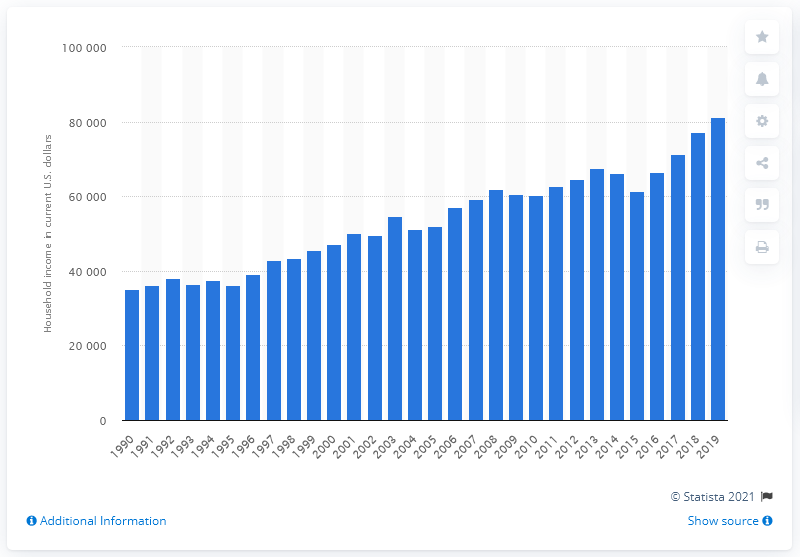 100 000
80 000
60 000
40 000
20 000
0
Household income in current U.S. dollars
1990 1991 1992 1993 1994 1995 1996 1997 1998 1999 2000 2001 2002 2003 2004 2005 2006 2007 2008 2009 2010 2011 2012 2013 2014 2015 2016 2017 2018 2019
© Statista 2021
Additional Information
Show source